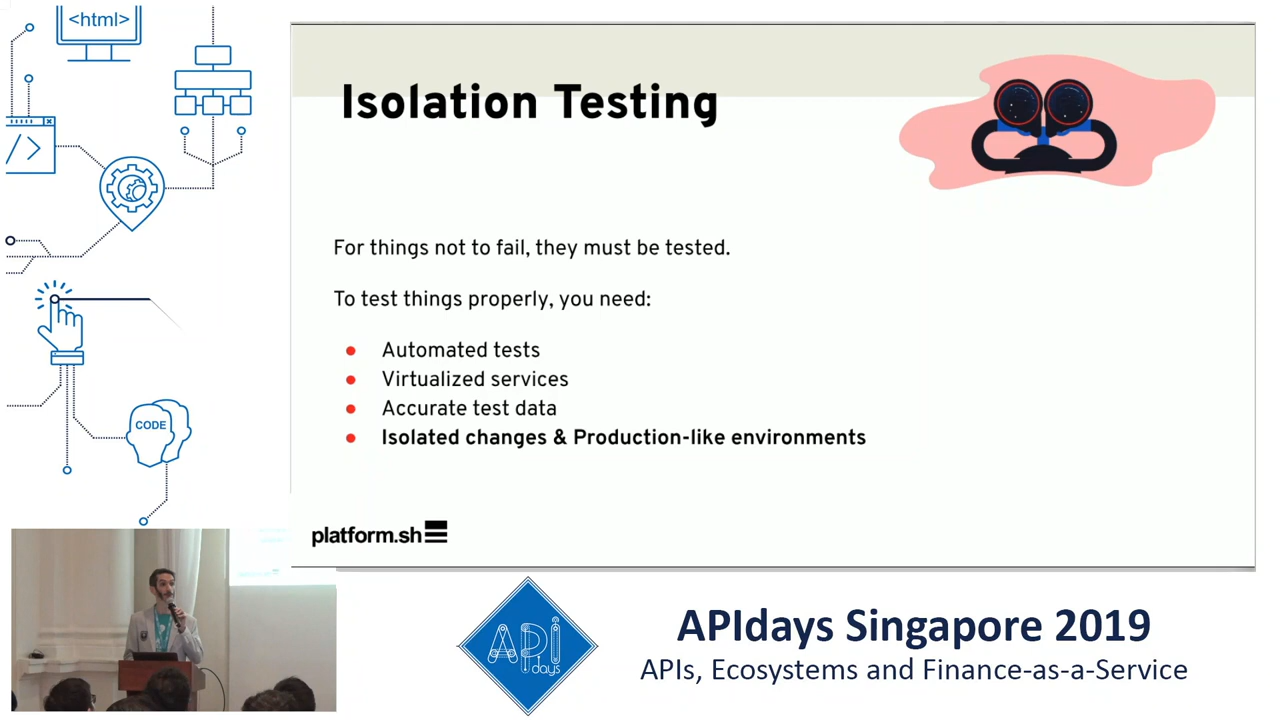 <html>
/>
CODE
Isolation Testing
For things not to fail, they must be tested.
To test things properly, you need:
Automated tests
Virtualized services
Accurate test data
Isolated changes & Production-like environments
platform.sh
API
days
APIdays Singapore 2019
APIs, Ecosystems and Finance-as-a-Service